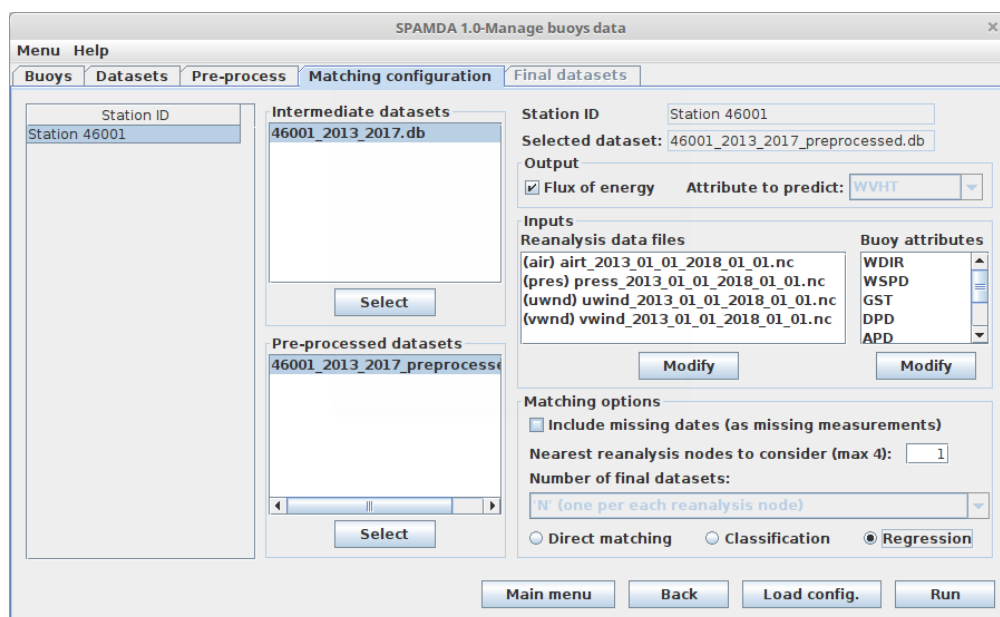 SPAMDA 1.0-Manage buoys data
Menu Help
Buoys Datasets Pre-process Matching configuration Final datasets
Station ID
Station 46001
Intermediate datasets
46001_2013_2017.db
Select
Pre-processed datasets
46001_2013_2017_preprocesse
Select
Station ID Station 46001
Selected dataset: 46001_2013_2017_preprocessed.db
Output
Flux of energy Attribute to predict: WVHT
Inputs
Reanalysis data files
(air) airt_2013_01_01_2018_01_01.nc
(pres) press_2013_01_01_2018_01_01.nc
(uwnd) uwind_2013_01_01_2018_01_01.nc
(vwnd) vwind_2013_01_01_2018_01_01.nc
Modify
Buoy attributes
WDIR
WSPD
GST
DPD
APD
Modify
Matching options
Include missing dates (as missing measurements)
Nearest reanalysis nodes to consider (max 4): 1
Number of final datasets:
'N' (one per each reanalysis node)
Direct matching Classification Regression
Main menu Back Load config. Run